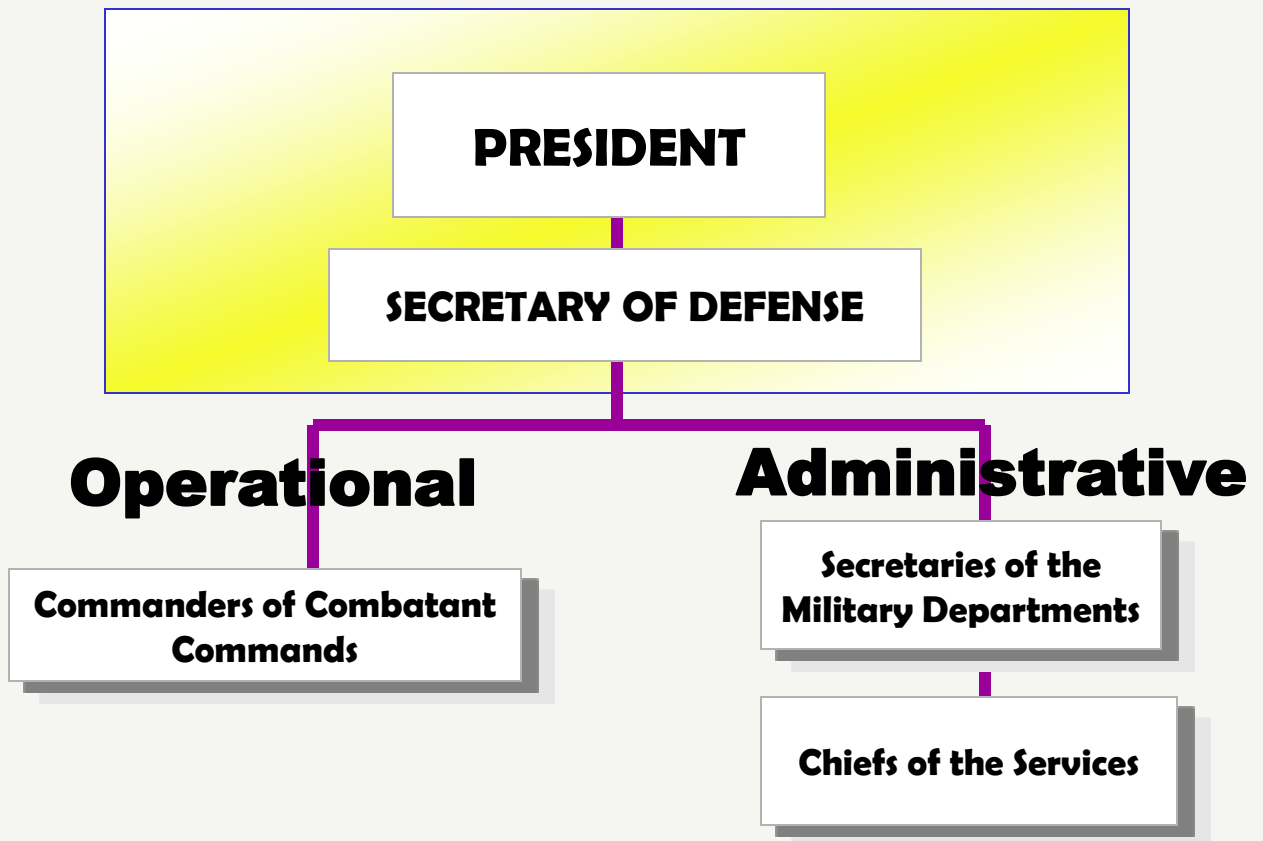 PRESIDENT
SECRETARY OF DEFENSE
Operational
Administrative
Commanders of Combatant
Commands
Secretaries of the
Military Departments
Chiefs of the Services